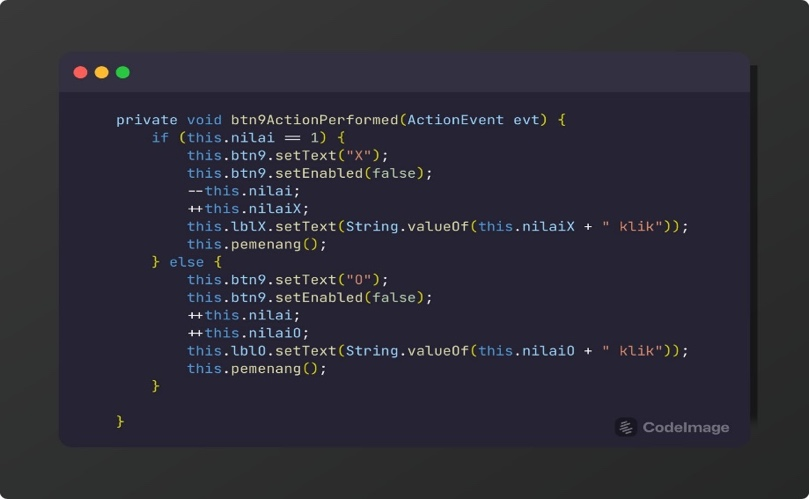 private void btn9ActionPerformed(ActionEvent evt) {
    if (this.nilai == 1) {
        this.btn9.setText("X");
        this.btn9.setEnabled(false);
        --this.nilai;
        ++this.nilaiX;
        this.lblX.setText(String.valueOf(this.nilaiX + " klik"));
        this.pemenang();
    } else {
        this.btn9.setText("O");
        this.btn9.setEnabled(false);
        ++this.nilai;
        ++this.nilaiO;
        this.lblO.setText(String.valueOf(this.nilaiO + " klik"));
        this.pemenang();
    }
}
CodeImage